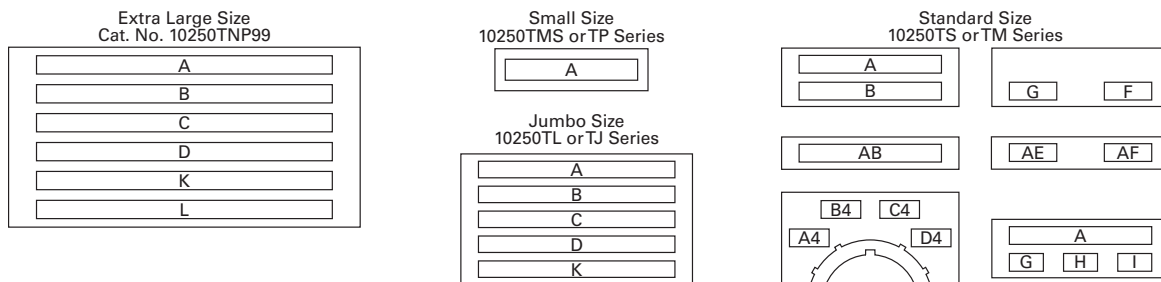 Extra Large Size
Cat. No. 10250TNP99
A
B
C
D
K
L
Small Size
10250TMS or TP Series
A
Jumbo Size
10250TL or TJ Series
A
B
C
D
K
Standard Size
10250TS or TM Series
A
B
G F
AB
AE AF
B4 C4
A4 D4
A
G H I